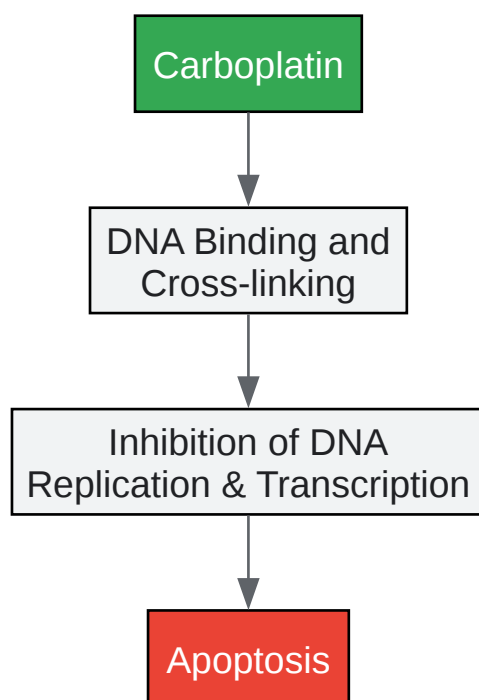 Carboplatin
DNA Binding and
Cross-linking
Inhibition of DNA
Replication & Transcription
Apoptosis